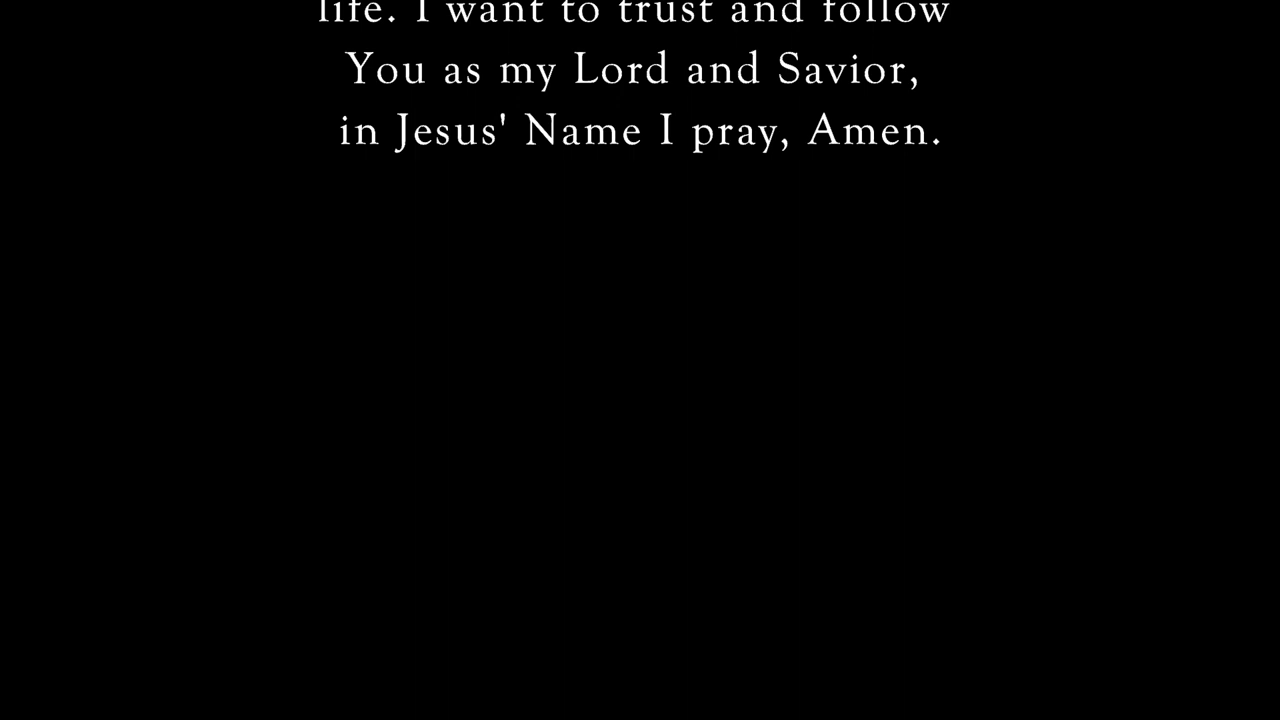 life. I want to trust and follow
You as my Lord and Savior,
in Jesus' Name I pray, Amen.